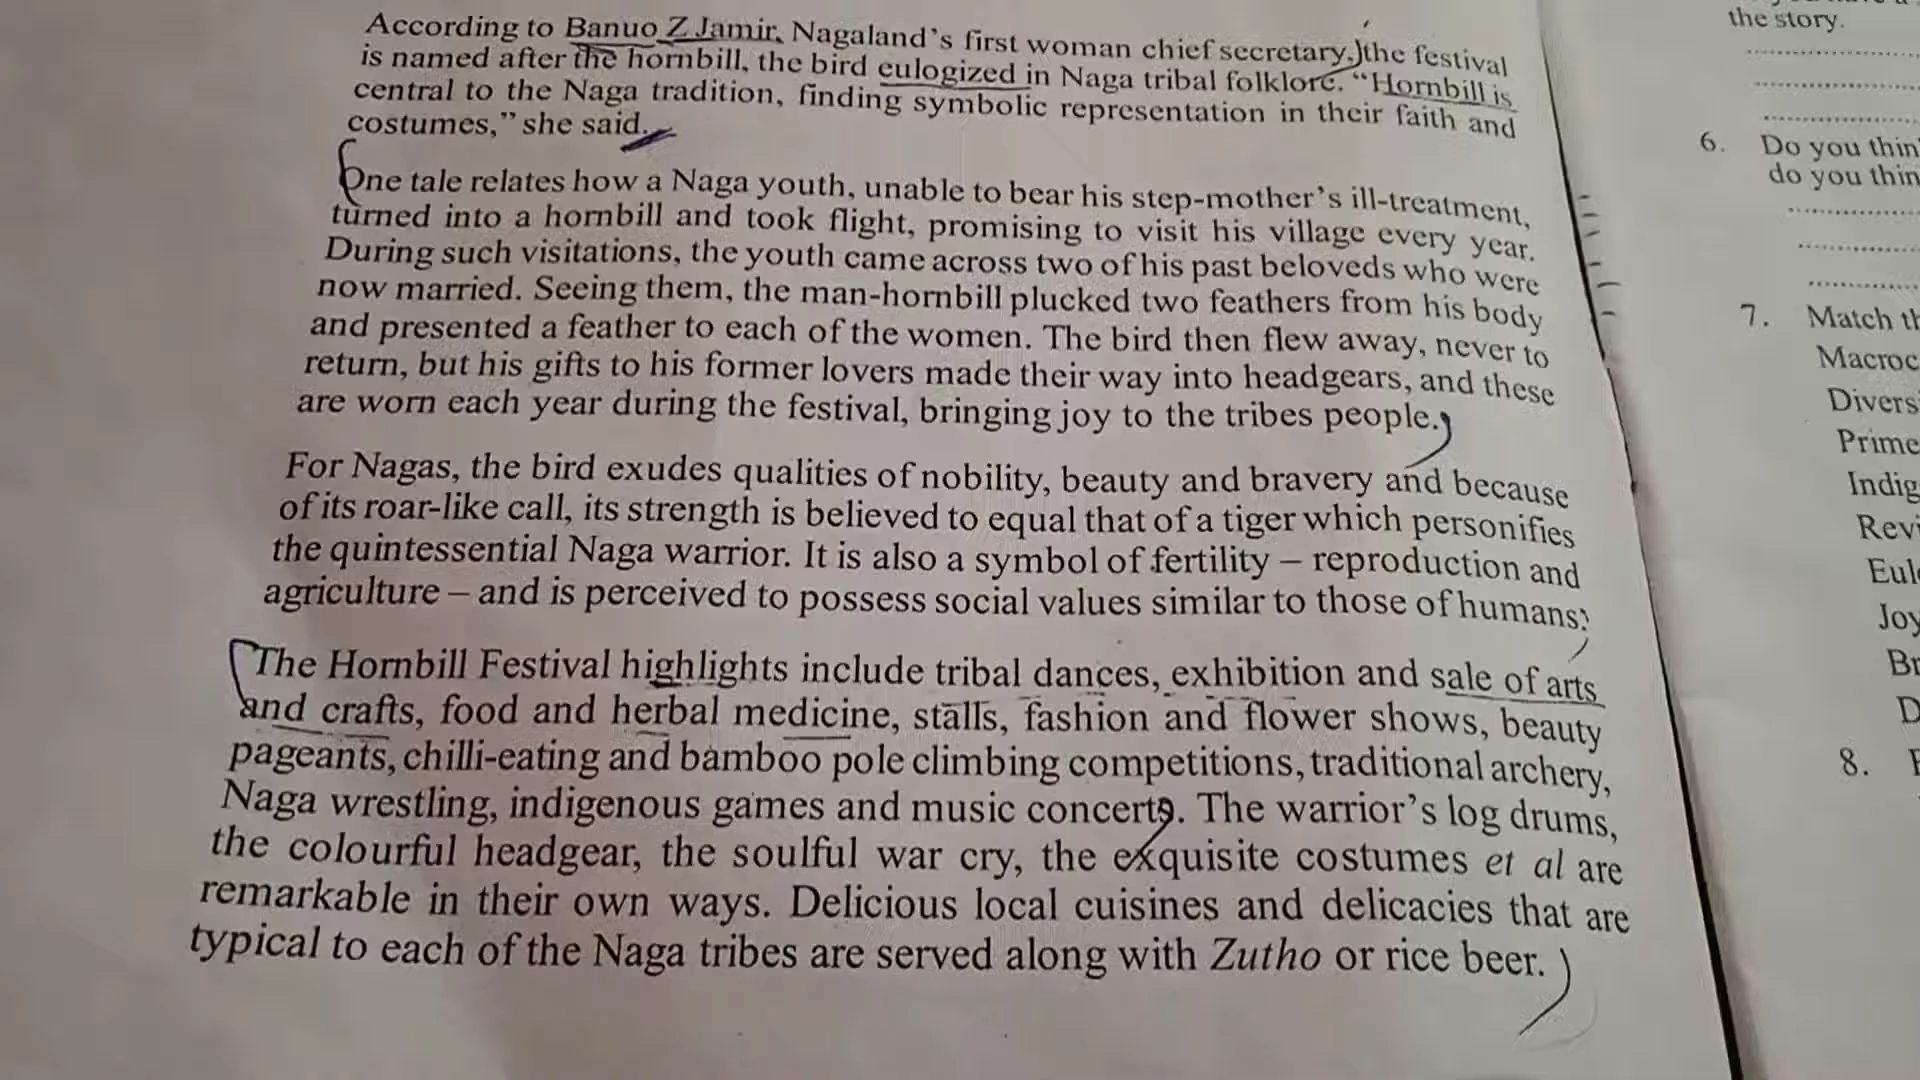 According to Banuo Z Jamir, Nagaland's first woman chief secretary, the festival
is named after the hornbill, the bird eulogized in Naga tribal folklore. "Hornbill is
central to the Naga tradition, finding symbolic representation in their faith and
costumes," she said.
One tale relates how a Naga youth, unable to bear his step-mother's ill-treatment,
turned into a hornbill and took flight, promising to visit his village every year.
During such visitations, the youth came across two of his past beloveds who were
now married. Seeing them, the man-hornbill plucked two feathers from his body
and presented a feather to each of the women. The bird then flew away, never to
return, but his gifts to his former lovers made their way into headgears, and these
are worn each year during the festival, bringing joy to the tribes people.
For Nagas, the bird exudes qualities of nobility, beauty and bravery and because
of its roar-like call, its strength is believed to equal that of a tiger which personifies
the quintessential Naga warrior. It is also a symbol of fertility – reproduction and
agriculture – and is perceived to possess social values similar to those of humans.
The Hornbill Festival highlights include tribal dances, exhibition and sale of arts
and crafts, food and herbal medicine, stalls, fashion and flower shows, beauty
pageants, chilli-eating and bamboo pole climbing competitions, traditional archery,
Naga wrestling, indigenous games and music concerts. The warrior's log drums,
the colourful headgear, the soulful war cry, the exquisite costumes et al are
remarkable in their own ways. Delicious local cuisines and delicacies that are
typical to each of the Naga tribes are served along with Zutho or rice beer.
the story.
6. Do you thin
do you thin
7. Match th
Macroc
Divers
Prime
Indig
Revi
Eul
Joy
Br
D
8.